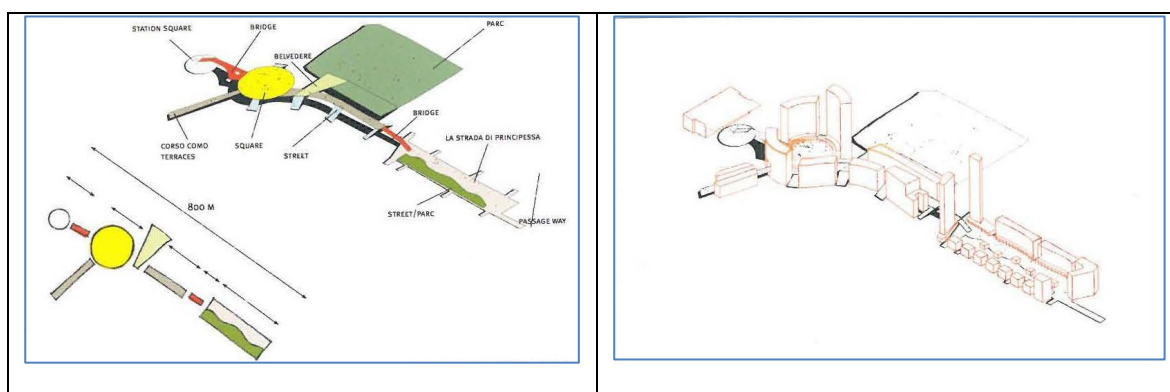 STATION SQUARE
BRIDGE
PARC
BELVEDERE
BRIDGE
LA STRADA DI PRINCIPESSA
CORSO COMO
TERRACES
SQUARE
STREET
STREET/PARC
PASSAGE WAY
800 M